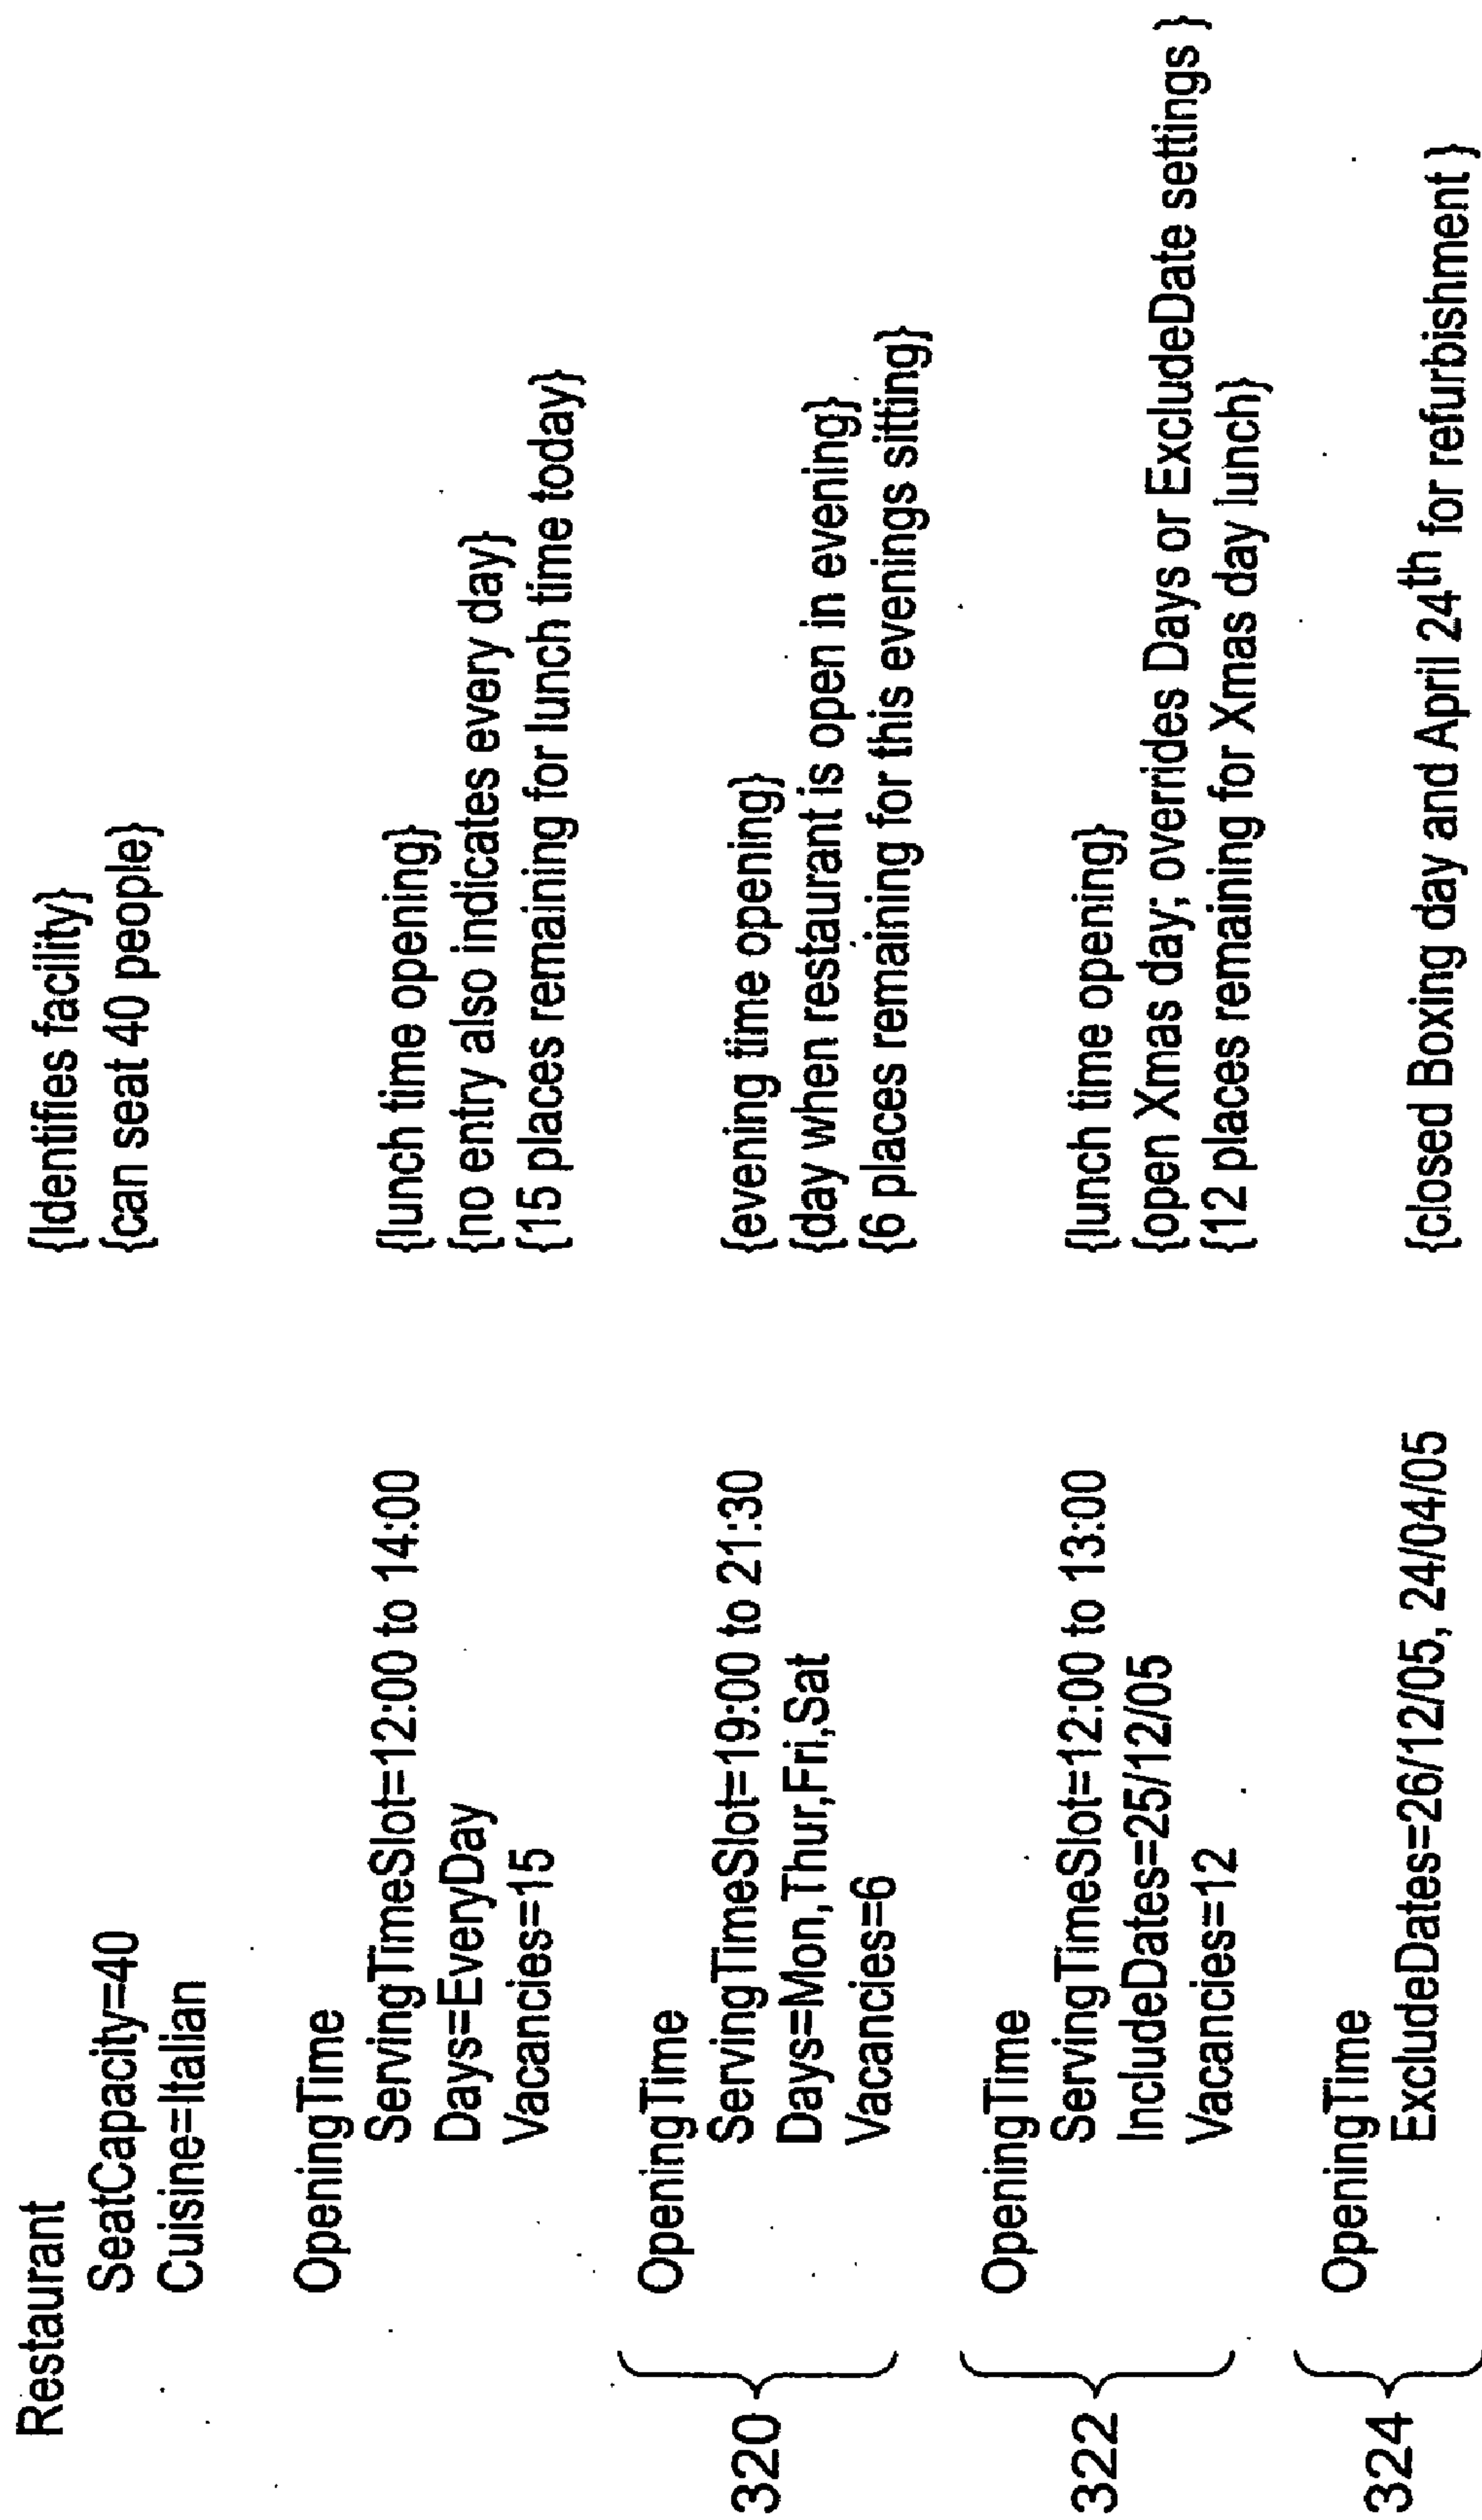 Restaurant {Identifies facility}
SeatCapacity=40 {can seat 40 people}
Cuisine=Italian
OpeningTime
ServingTimeSlot=12:00 to 14:00 {lunch time opening}
Days=EveryDay {no entry also indicates every day}
Vacancies=15 {15 places remaining for lunch time today}
320
OpeningTime
ServingTimeSlot=19:00 to 21:30 {evening time opening}
Days=Mon,Thur,Fri,Sat {day when restaurant is open in evening}
Vacancies=6 {6 places remaining for this evenings sitting}
322
OpeningTime
ServingTimeSlot=12:00 to 13:00 {lunch time opening}
IncludeDates=25/12/05 {open Xmas day; overrides Days or ExcludeDate settings}
Vacancies=12 {12 places remaining for Xmas day lunch}
324
OpeningTime
ExcludeDates=26/12/05, 24/04/05 {closed Boxing day and April 24th for refurbishment}